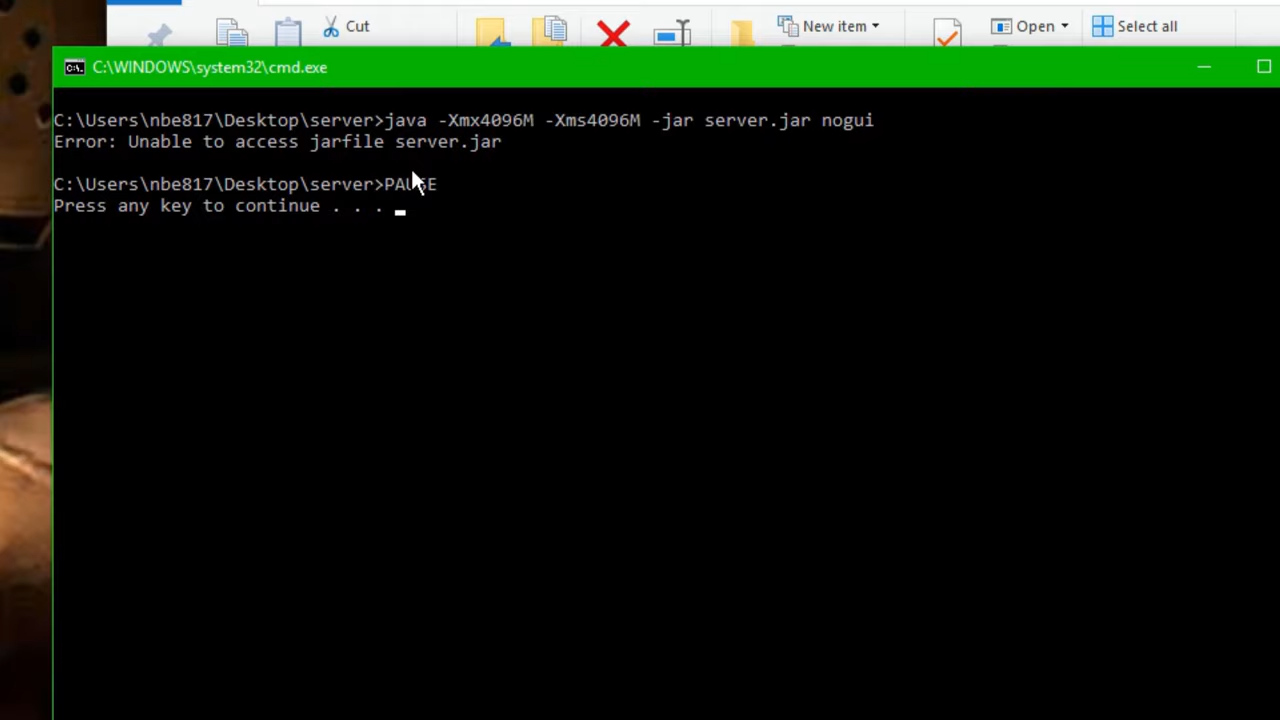 Cut
New item
Open
Select all
C:\WINDOWS\system32\cmd.exe
C:\Users\nbe817\Desktop\server>java -Xmx4096M -Xms4096M -jar server.jar nogui
Error: Unable to access jarfile server.jar
C:\Users\nbe817\Desktop\server>PAUSE
Press any key to continue . . .